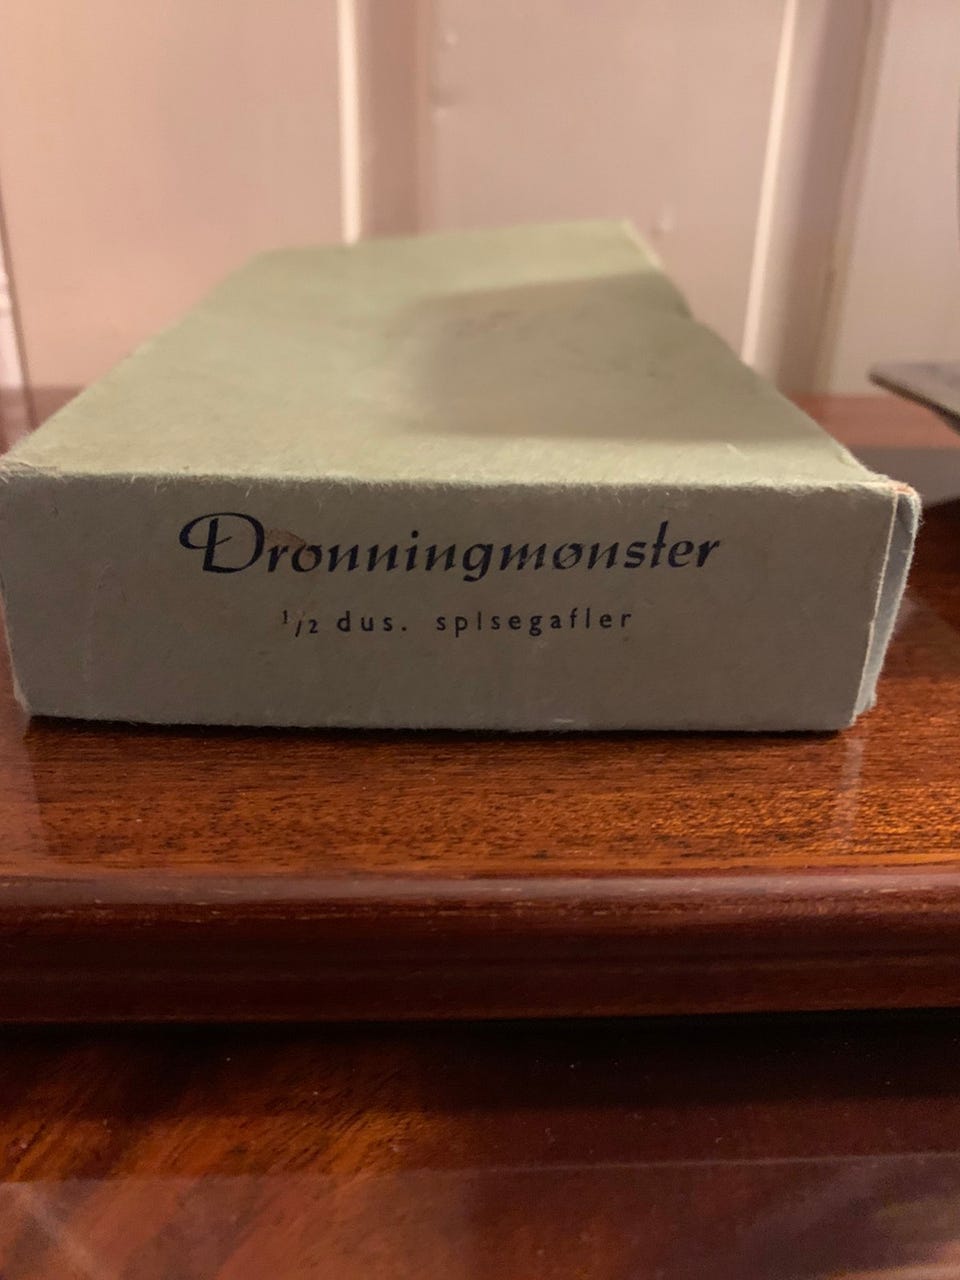 Dronningmønster
1/2 dus. spisegafler